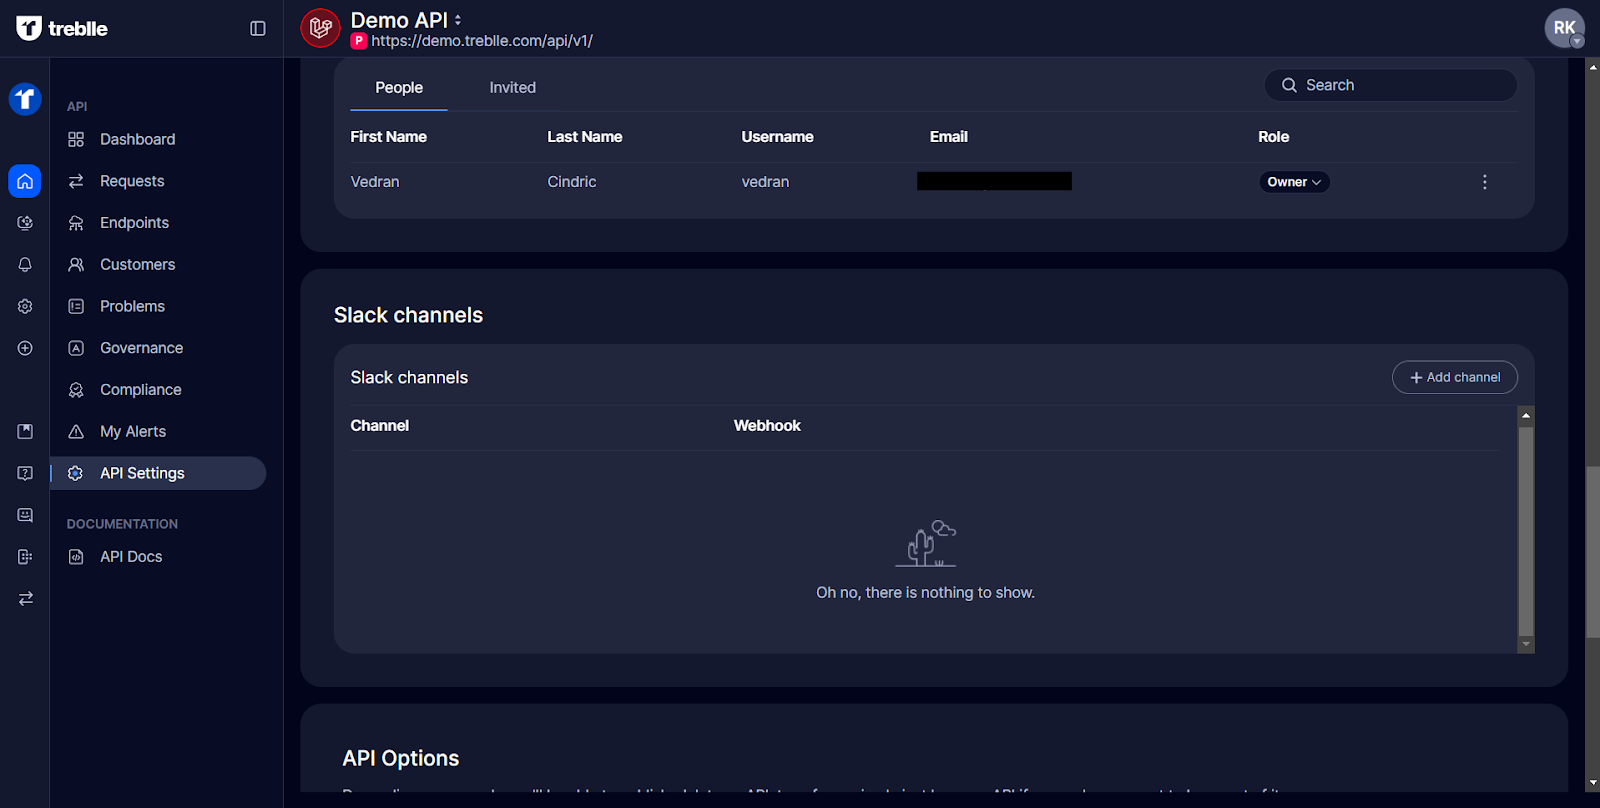 treblle
Demo API
P https://demo.treblle.com/api/v1/
RK
API
Dashboard
Requests
Endpoints
Customers
Problems
Governance
Compliance
My Alerts
API Settings
DOCUMENTATION
API Docs
People Invited Search
First Name Last Name Username Email Role
Vedran Cindric vedran Owner
Slack channels
Slack channels + Add channel
Channel Webhook
Oh no, there is nothing to show.
API Options